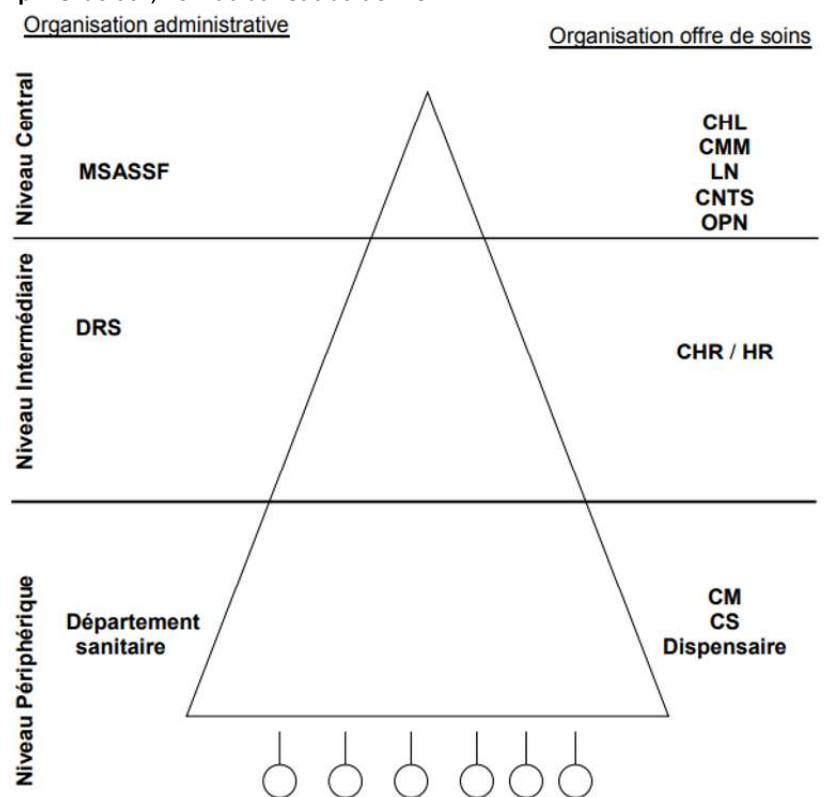 Organisation administrative
Organisation offre de soins
Niveau Central
MSASSF
CHL
CMM
LN
CNTS
OPN
Niveau Intermédiaire
DRS
CHR / HR
Niveau Périphérique
Département
sanitaire
CM
CS
Dispensaire